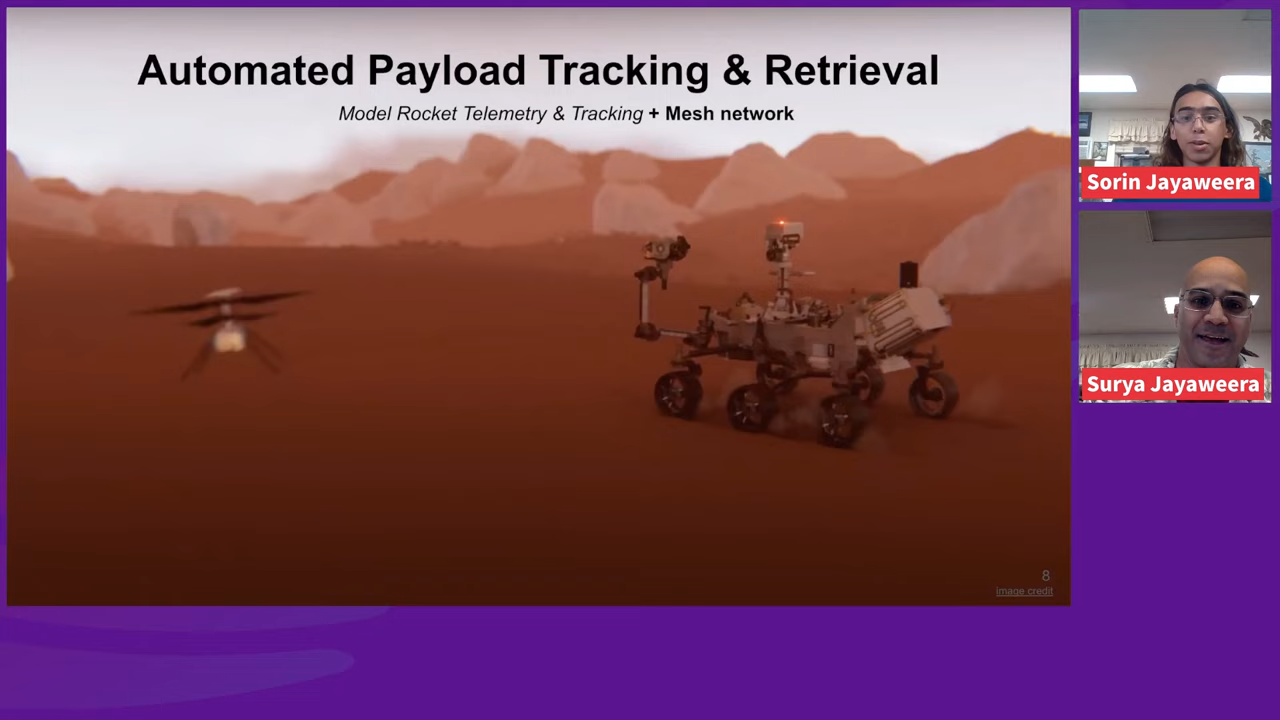 Automated Payload Tracking & Retrieval
Model Rocket Telemetry & Tracking + Mesh network
8
image credit
Sorin Jayaweera
Surya Jayaweera